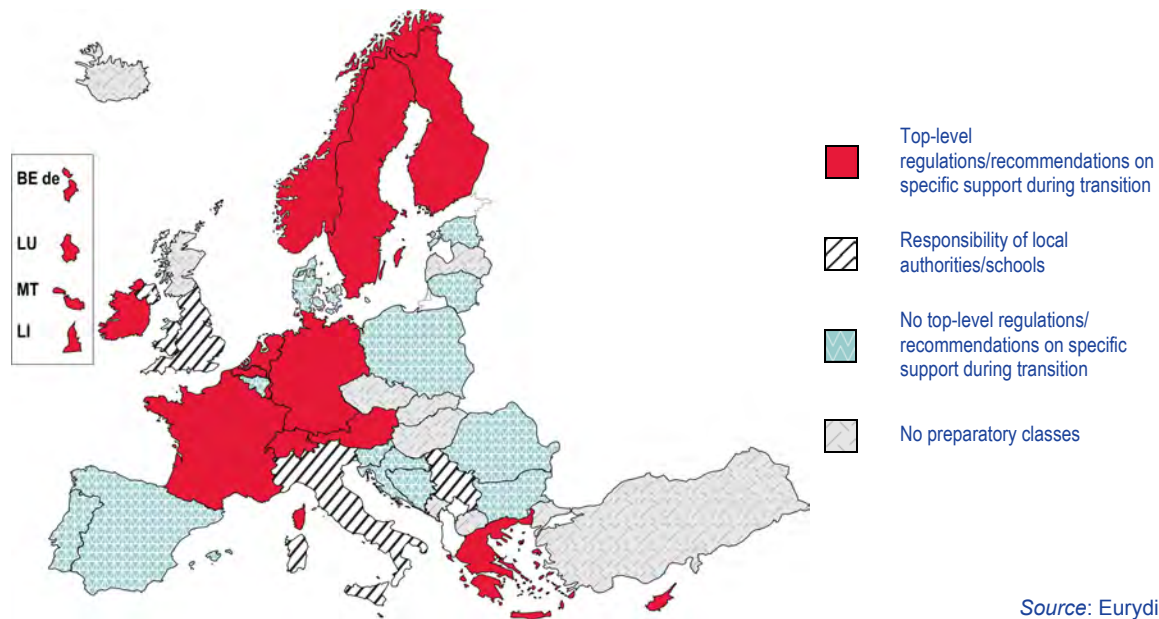 BE de
LU
MT
LI
Top-level
regulations/recommendations on
specific support during transition
Responsibility of local
authorities/schools
No top-level regulations/
recommendations on specific
support during transition
No preparatory classes
Source: Eurydi